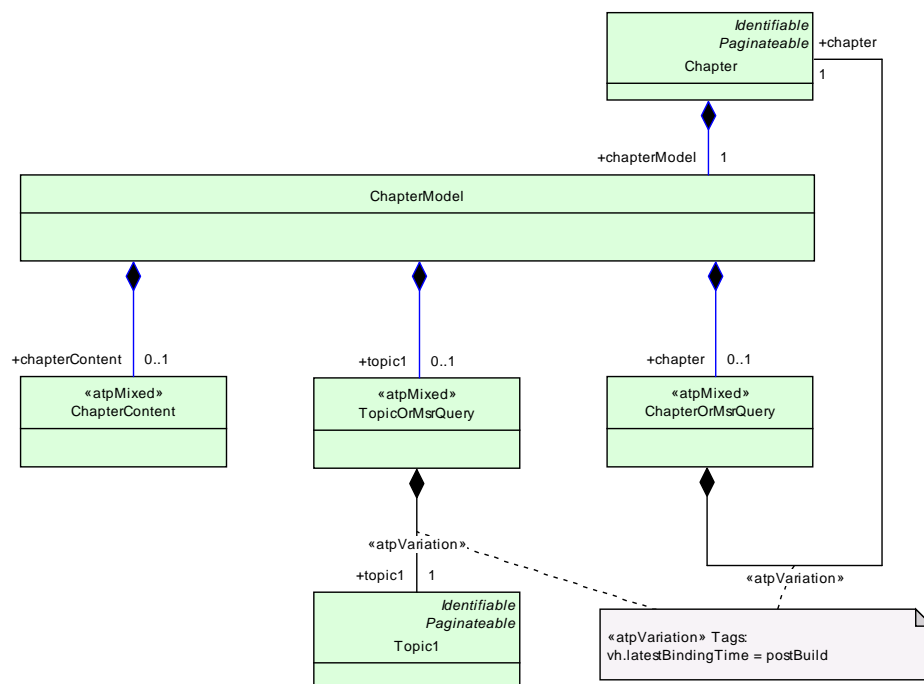 Identifiable
Paginateable
Chapter
+chapter
1
+chapterModel 1
ChapterModel
+chapterContent 0..1
+topic1 0..1
+chapter 0..1
«atpMixed»
ChapterContent
«atpMixed»
TopicOrMsrQuery
«atpMixed»
ChapterOrMsrQuery
«atpVariation»
+topic1 1
«atpVariation»
Identifiable
Paginateable
Topic1
«atpVariation» Tags:
vh.latestBindingTime = postBuild